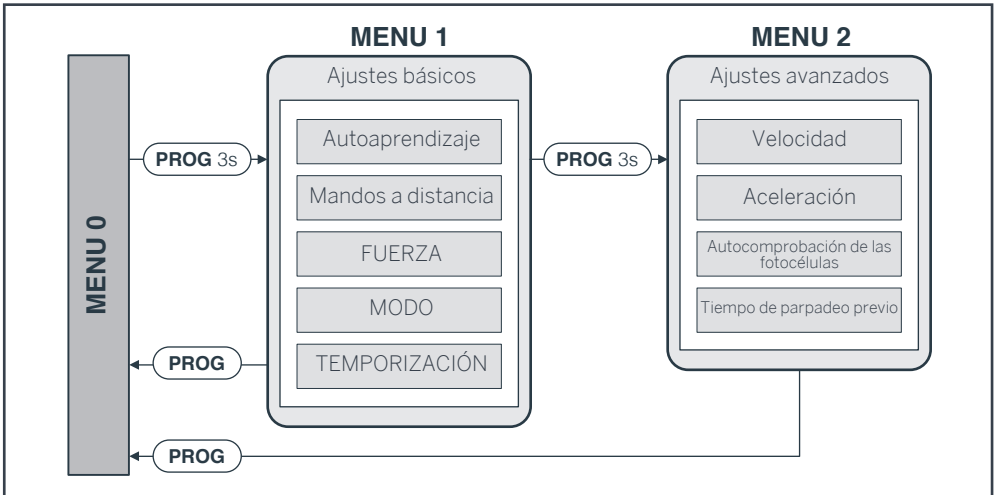 MENU 1
MENU 2
MENU 0
Ajustes básicos
Autoaprendizaje
Mandos a distancia
FUERZA
MODO
TEMPORIZACIÓN
Ajustes avanzados
Velocidad
Aceleración
Autocomprobación de las
fotocélulas
Tiempo de parpadeo previo
PROG 3s
PROG 3s
PROG
PROG